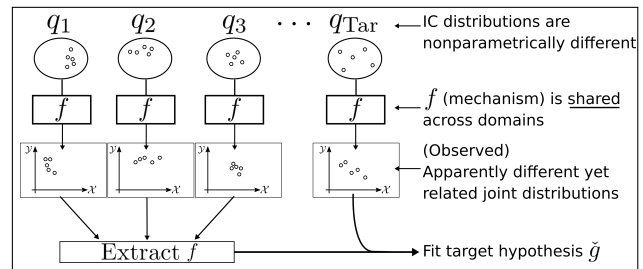 q1 q2 q3 ··· qTar
IC distributions are
nonparametrically different
f f f f
f (mechanism) is shared
across domains
(Observed)
Apparently different yet
related joint distributions
y y y y
x x x x
Extract f
Fit target hypothesis ǧ